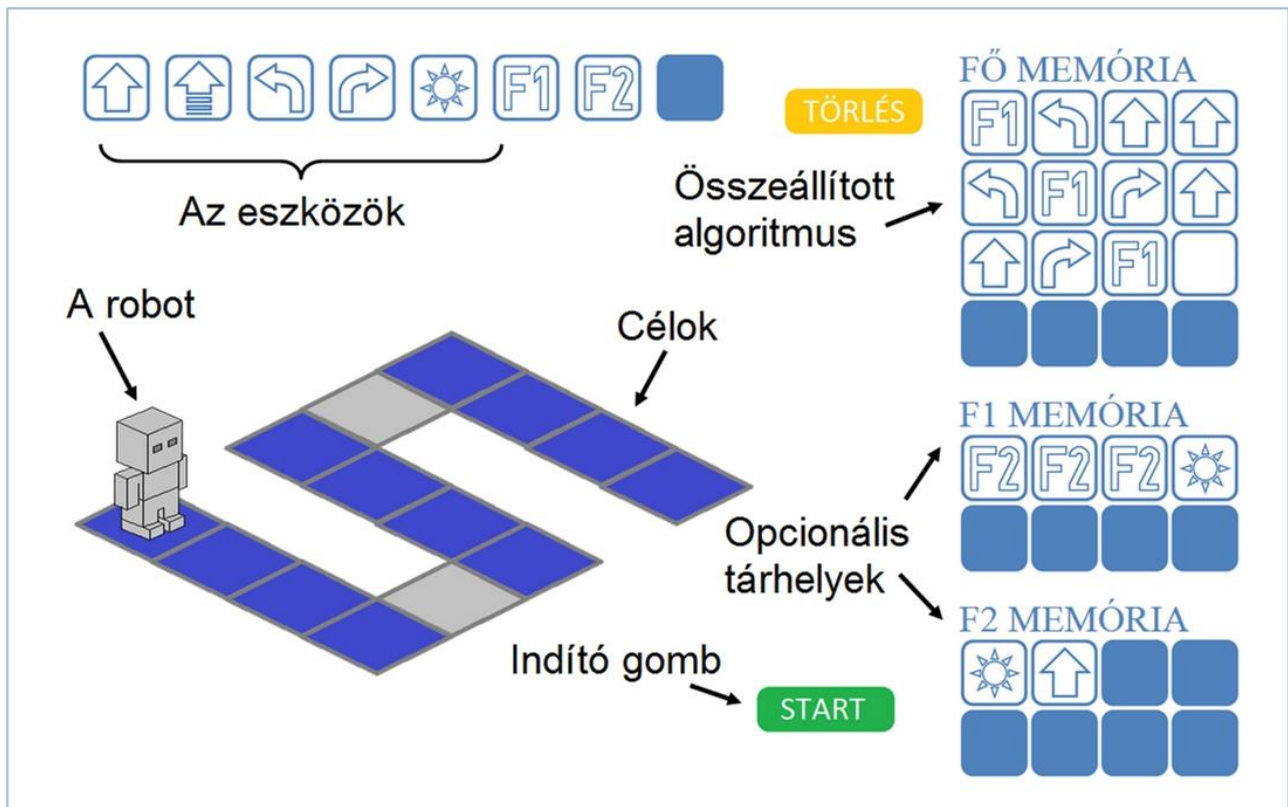 F1 F2
Az eszközök
TÖRLÉS
FŐ MEMÓRIA
F1
F1
F1
Összeállított
algoritmus
A robot
Célok
F1 MEMÓRIA
F2 F2 F2
Opcionális
tárhelyek
F2 MEMÓRIA
Indító gomb
START